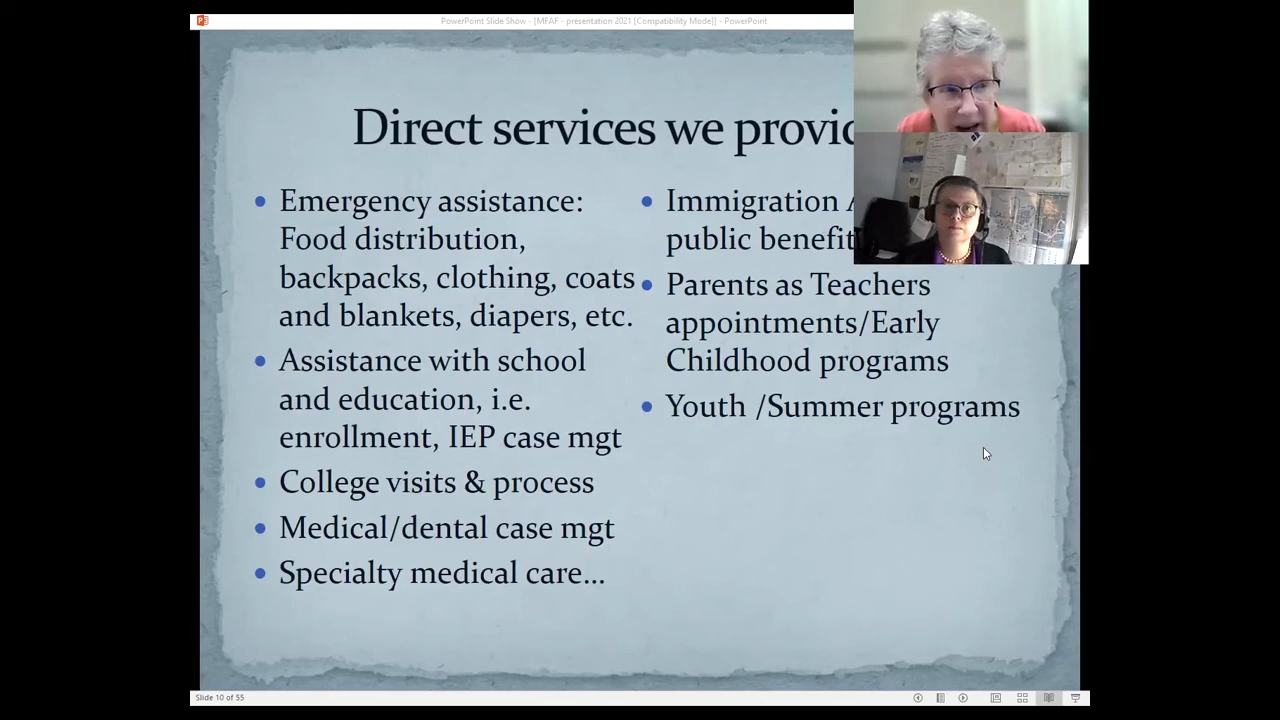 PowerPoint Slide Show - [MFAF - presentation 2021 [Compatibility Mode]] - PowerPoint
Direct services we
Emergency assistance:
Food distribution,
backpacks, clothing, coats
and blankets, diapers, etc.
Assistance with school
and education, i.e.
enrollment, IEP case mgt
College visits & process
Medical/dental case mgt
Specialty medical care...
Immigration
public
Parents as Teachers
appointments/Early
Childhood programs
Youth /Summer programs
Slide 10 of 55